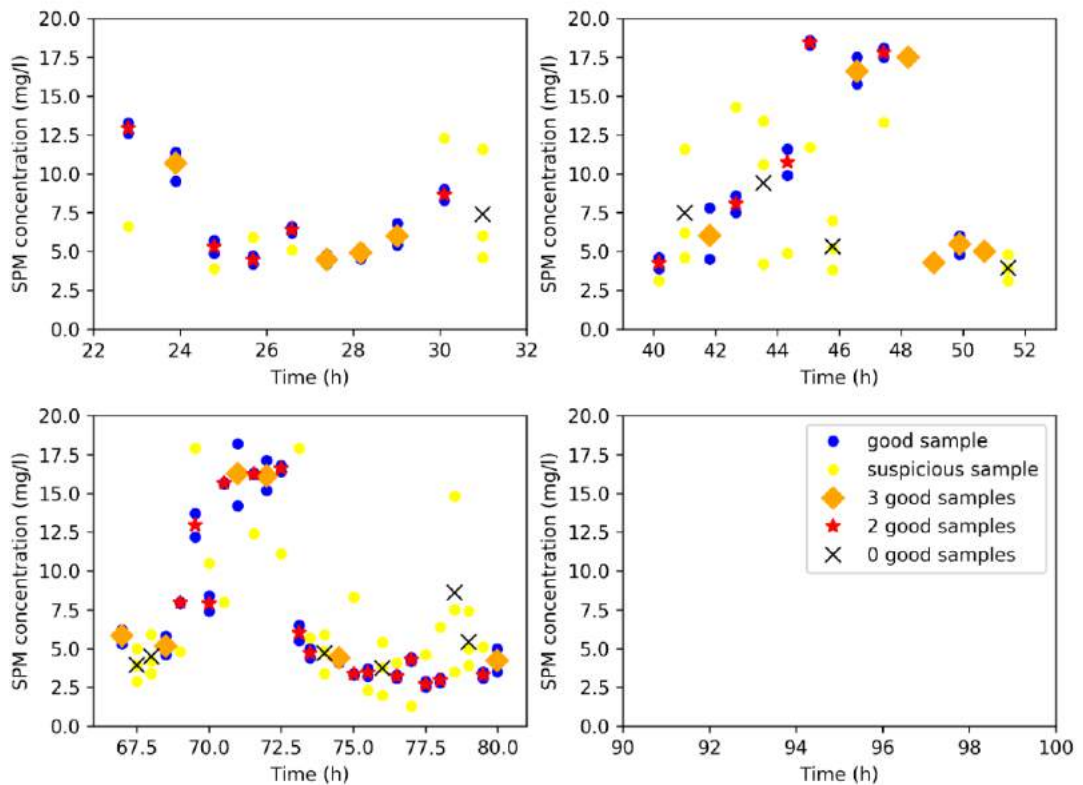 20.0
17.5
15.0
12.5
10.0
7.5
5.0
2.5
0.0
SPM concentration (mg/l)
22 24 26 28 30 32
Time (h)
20.0
17.5
15.0
12.5
10.0
7.5
5.0
2.5
0.0
SPM concentration (mg/l)
40 42 44 46 48 50 52
Time (h)
20.0
17.5
15.0
12.5
10.0
7.5
5.0
2.5
0.0
SPM concentration (mg/l)
67.5 70.0 72.5 75.0 77.5 80.0
Time (h)
20.0
17.5
15.0
12.5
10.0
7.5
5.0
2.5
0.0
SPM concentration (mg/l)
good sample
suspicious sample
3 good samples
2 good samples
0 good samples
90 92 94 96 98 100
Time (h)